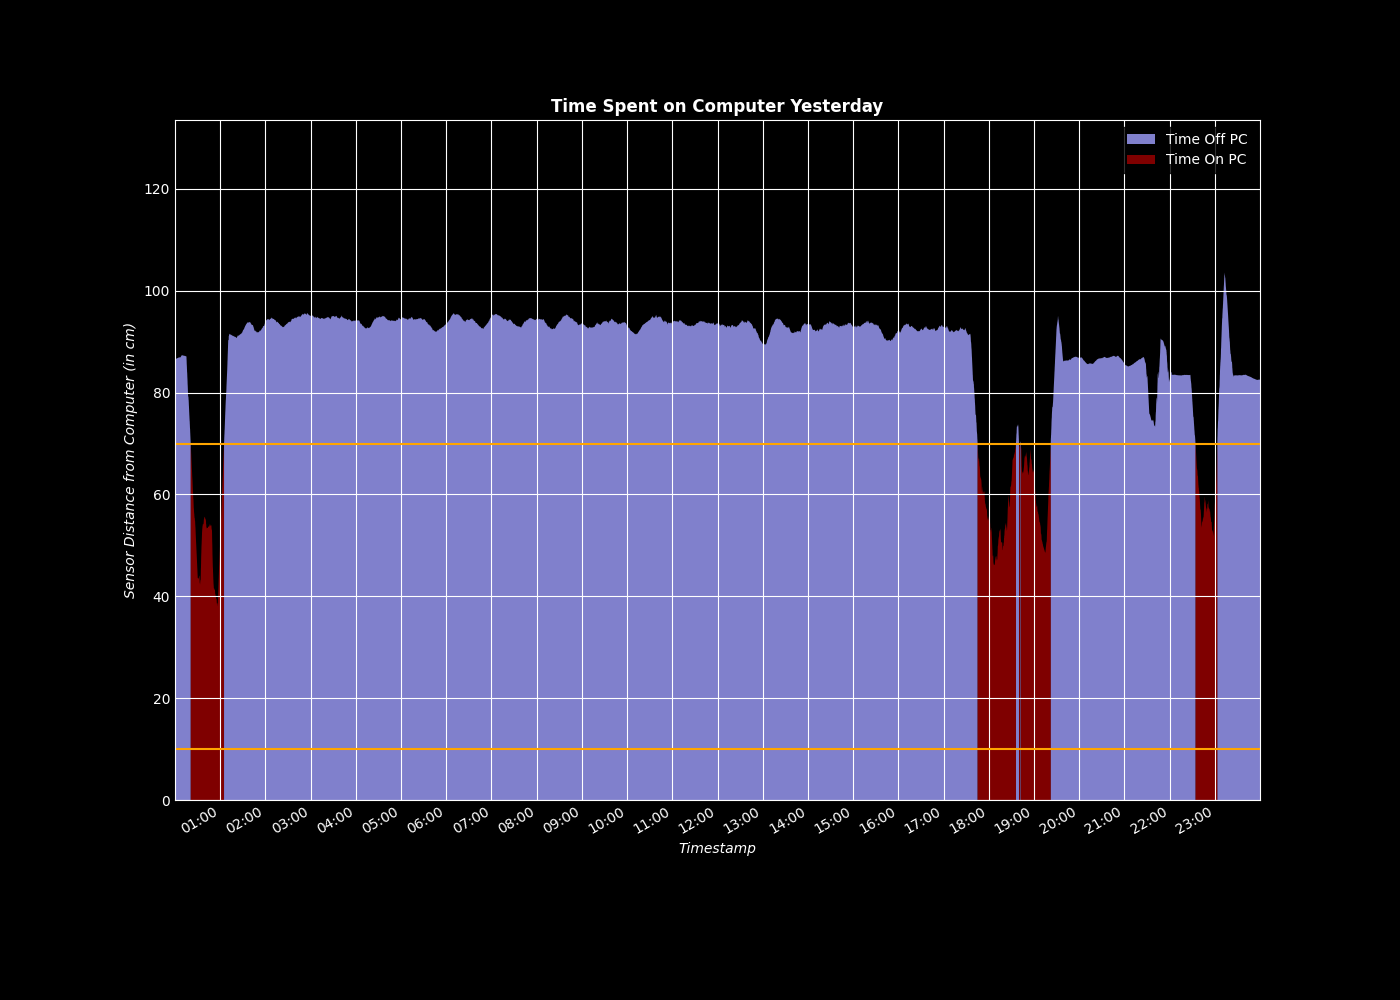 Time Spent on Computer Yesterday
Time Off PC
Time On PC
120
100
80
60
40
20
0
Sensor Distance from Computer (in cm)
01:00 02:00 03:00 04:00 05:00 06:00 07:00 08:00 09:00 10:00 11:00 12:00 13:00 14:00 15:00 16:00 17:00 18:00 19:00 20:00 21:00 22:00 23:00
Timestamp